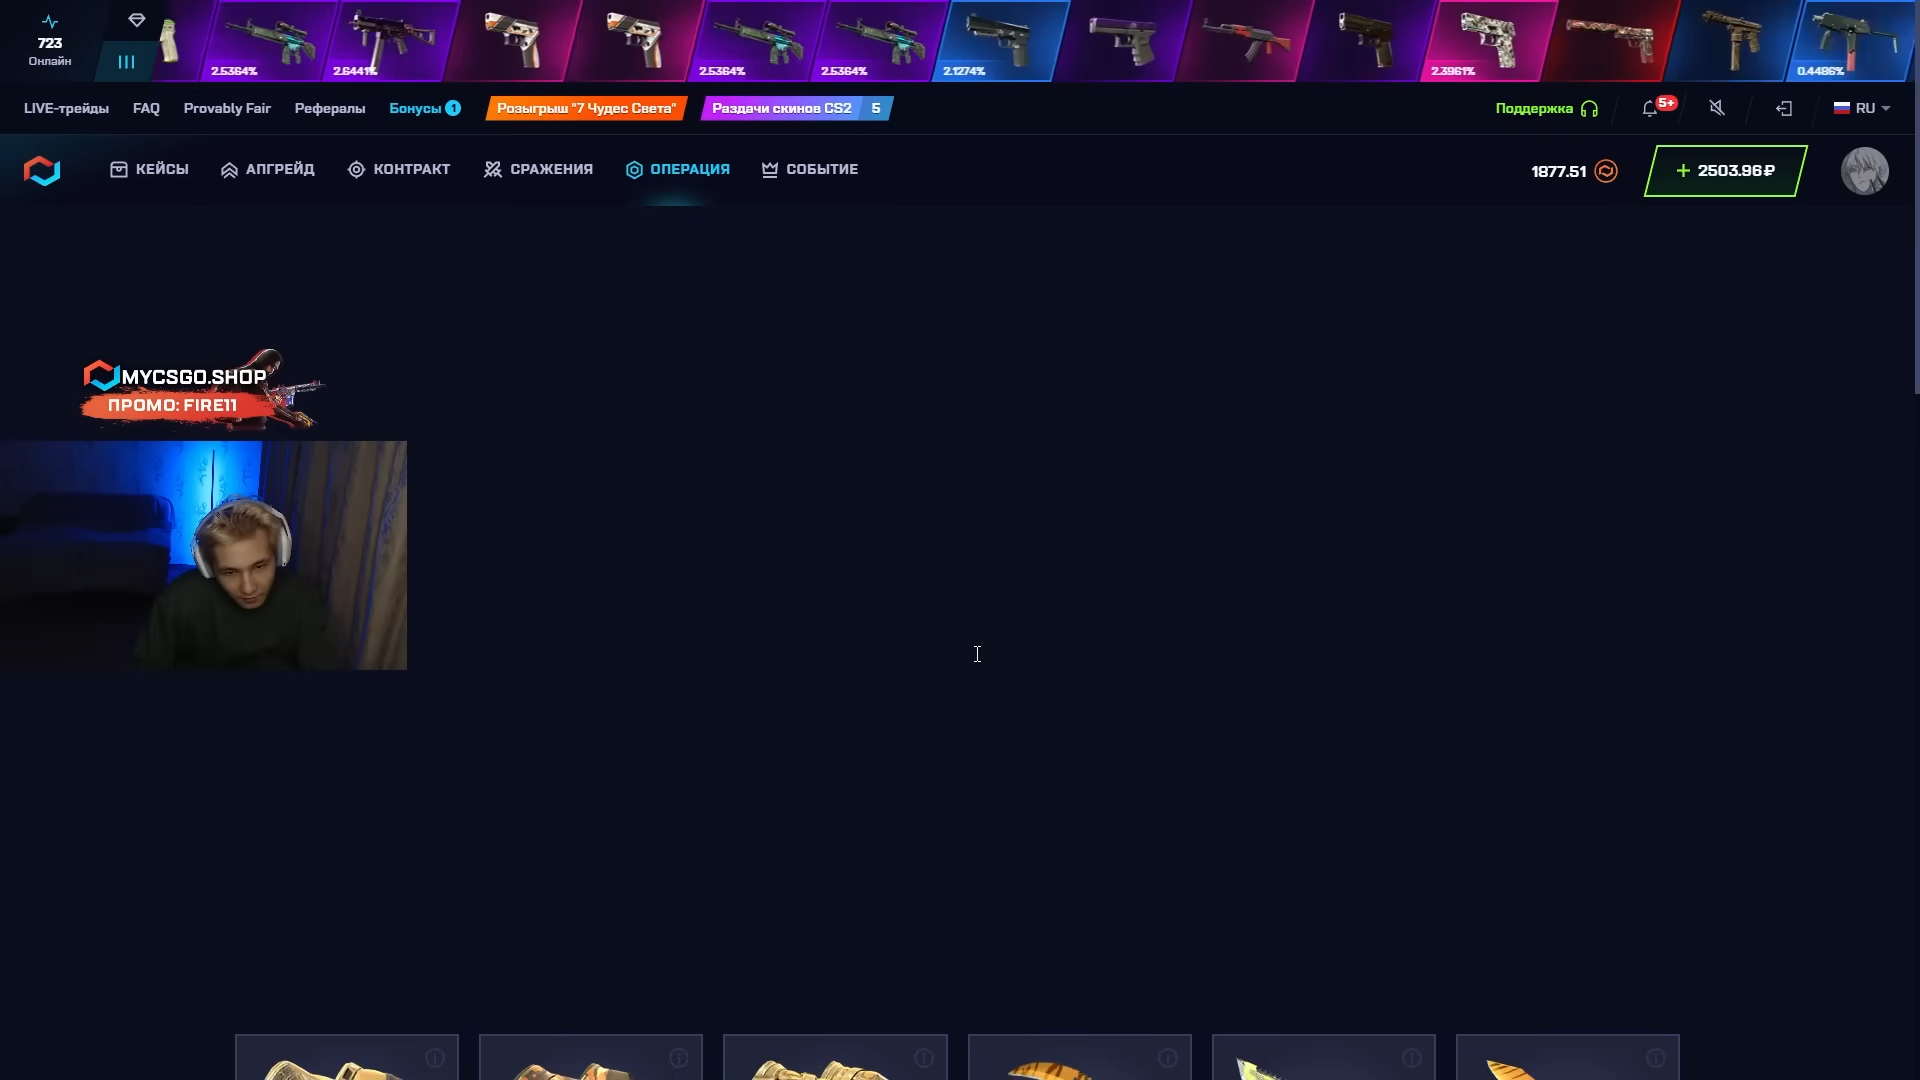 723
Онлайн
2.5364%
2.6441%
2.5364%
2.5364%
2.1274%
2.3961%
0.4486%
LIVE-трейды
FAQ
Provably Fair
Рефералы
Бонусы 1
Розыгрыш "7 Чудес Света"
Раздачи скинов CS2 5
Поддержка
5+
RU
КЕЙСЫ
АПГРЕЙД
КОНТРАКТ
СРАЖЕНИЯ
ОПЕРАЦИЯ
СОБЫТИЕ
1877.51
+ 2503.96₽
MYCSGO.SHOP
ПРОМО: FIRE11